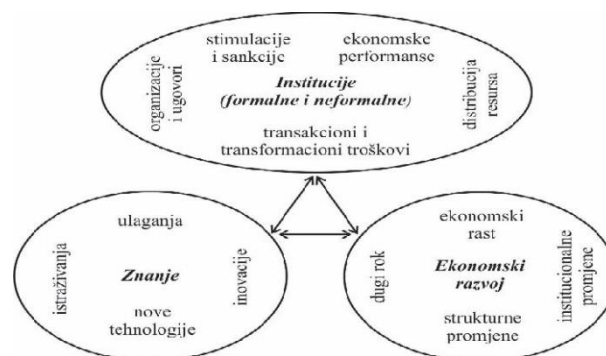 stimulacije
i sankcije
ekonomske
performanse
organizacije
i ugovori
Institucije
(formalne i neformalne)
distribucija
resursa
transakcioni i
transformacioni troškovi
ulaganja
istraživanja
Znanje
inovacije
nove
tehnologije
ekonomski
rast
dugi rok
Ekonomski
razvoj
institucionalne
promjene
strukturne
promjene